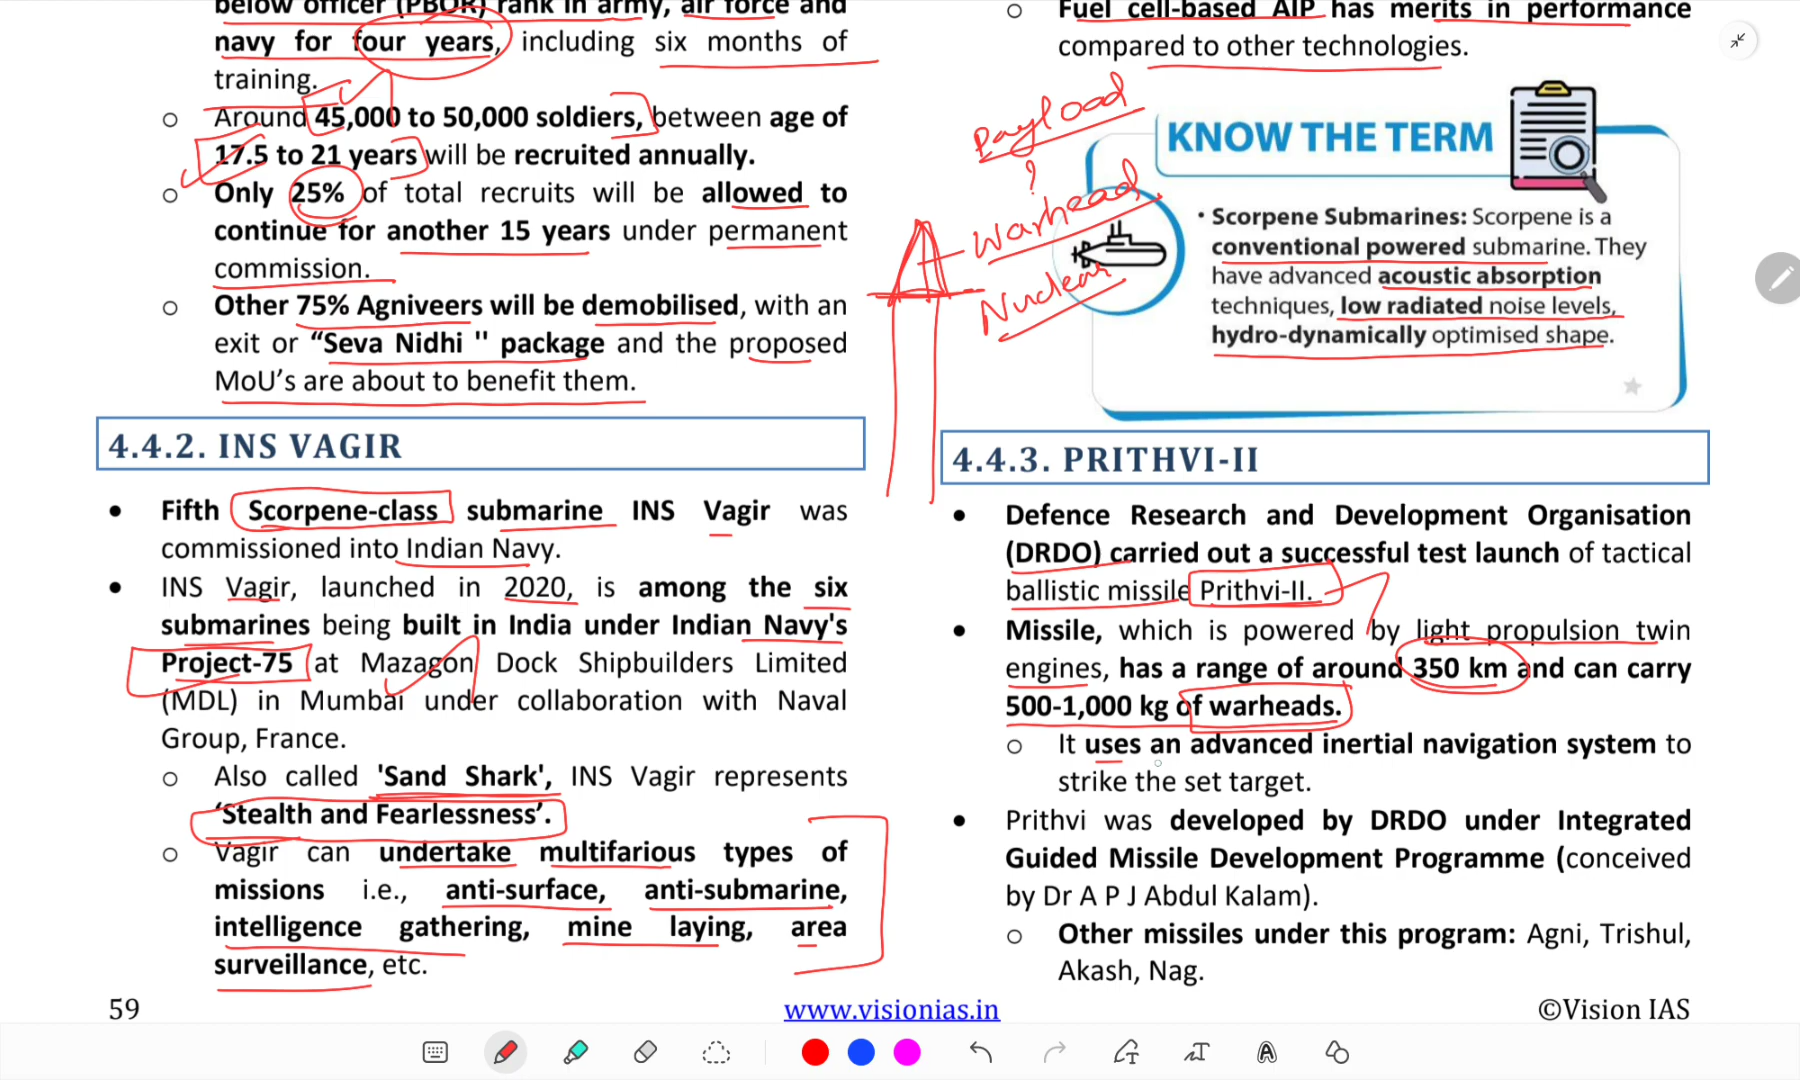 below officer (PBOR) rank in army, air force and
navy for four years, including six months of
training.
o Around 45,000 to 50,000 soldiers, between age of
17.5 to 21 years will be recruited annually.
o Only 25% of total recruits will be allowed to
continue for another 15 years under permanent
commission.
o Other 75% Agniveers will be demobilised, with an
exit or “Seva Nidhi " package and the proposed
MoU’s are about to benefit them.
4.4.2. INS VAGIR
• Fifth Scorpene-class submarine INS Vagir was
commissioned into Indian Navy.
• INS Vagir, launched in 2020, is among the six
submarines being built in India under Indian Navy's
Project-75 at Mazagon Dock Shipbuilders Limited
(MDL) in Mumbai under collaboration with Naval
Group, France.
o Also called 'Sand Shark', INS Vagir represents
‘Stealth and Fearlessness’.
o Vagir can undertake multifarious types of
missions i.e., anti-surface, anti-submarine,
intelligence gathering, mine laying, area
surveillance, etc.
o Fuel cell-based AIP has merits in performance
compared to other technologies.
Payload
?
Warhead
Nuclear
KNOW THE TERM
• Scorpene Submarines: Scorpene is a
conventional powered submarine. They
have advanced acoustic absorption
techniques, low radiated noise levels,
hydro-dynamically optimised shape.
4.4.3. PRITHVI-II
• Defence Research and Development Organisation
(DRDO) carried out a successful test launch of tactical
ballistic missile Prithvi-II.
• Missile, which is powered by light propulsion twin
engines, has a range of around 350 km and can carry
500-1,000 kg of warheads.
o It uses an advanced inertial navigation system to
strike the set target.
• Prithvi was developed by DRDO under Integrated
Guided Missile Development Programme (conceived
by Dr A P J Abdul Kalam).
o Other missiles under this program: Agni, Trishul,
Akash, Nag.
59
www.visionias.in
©Vision IAS